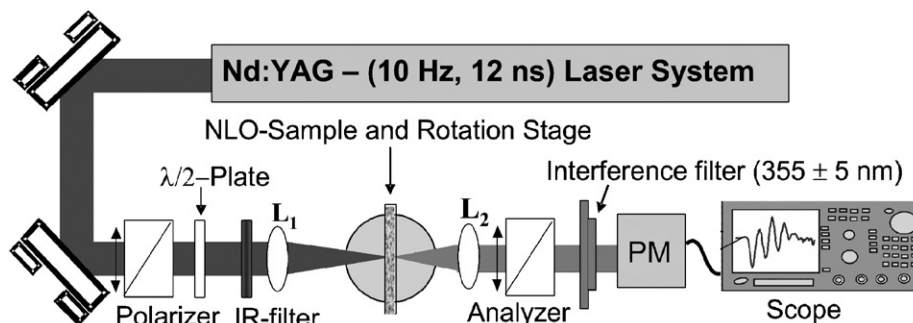 Nd:YAG – (10 Hz, 12 ns) Laser System
NLO-Sample and Rotation Stage
Interference filter (355 ± 5 nm)
λ/2–Plate
L1
L2
PM
Polarizer
IR-filter
Analyzer
Scope